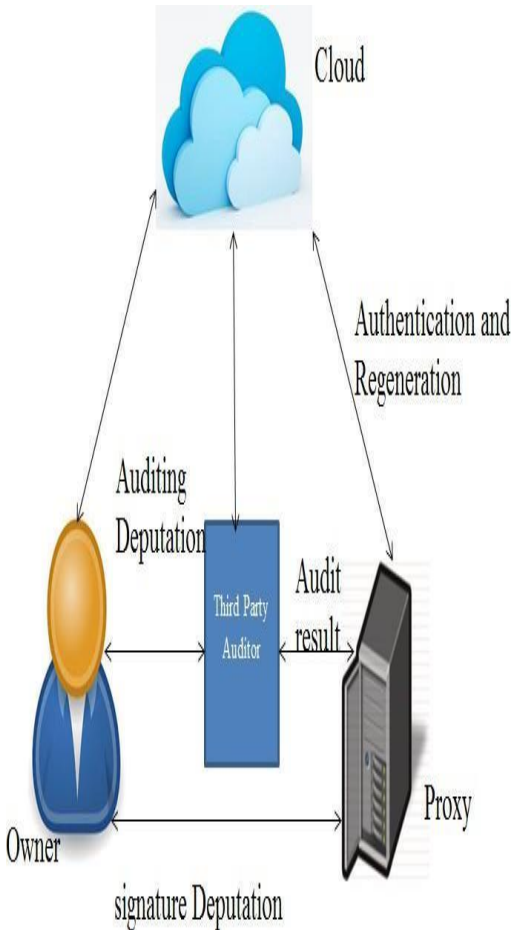 Cloud
Authentication and
Regeneration
Auditing
Deputation
Third Party
Auditor
Audit
result
Proxy
Owner
signature Deputation